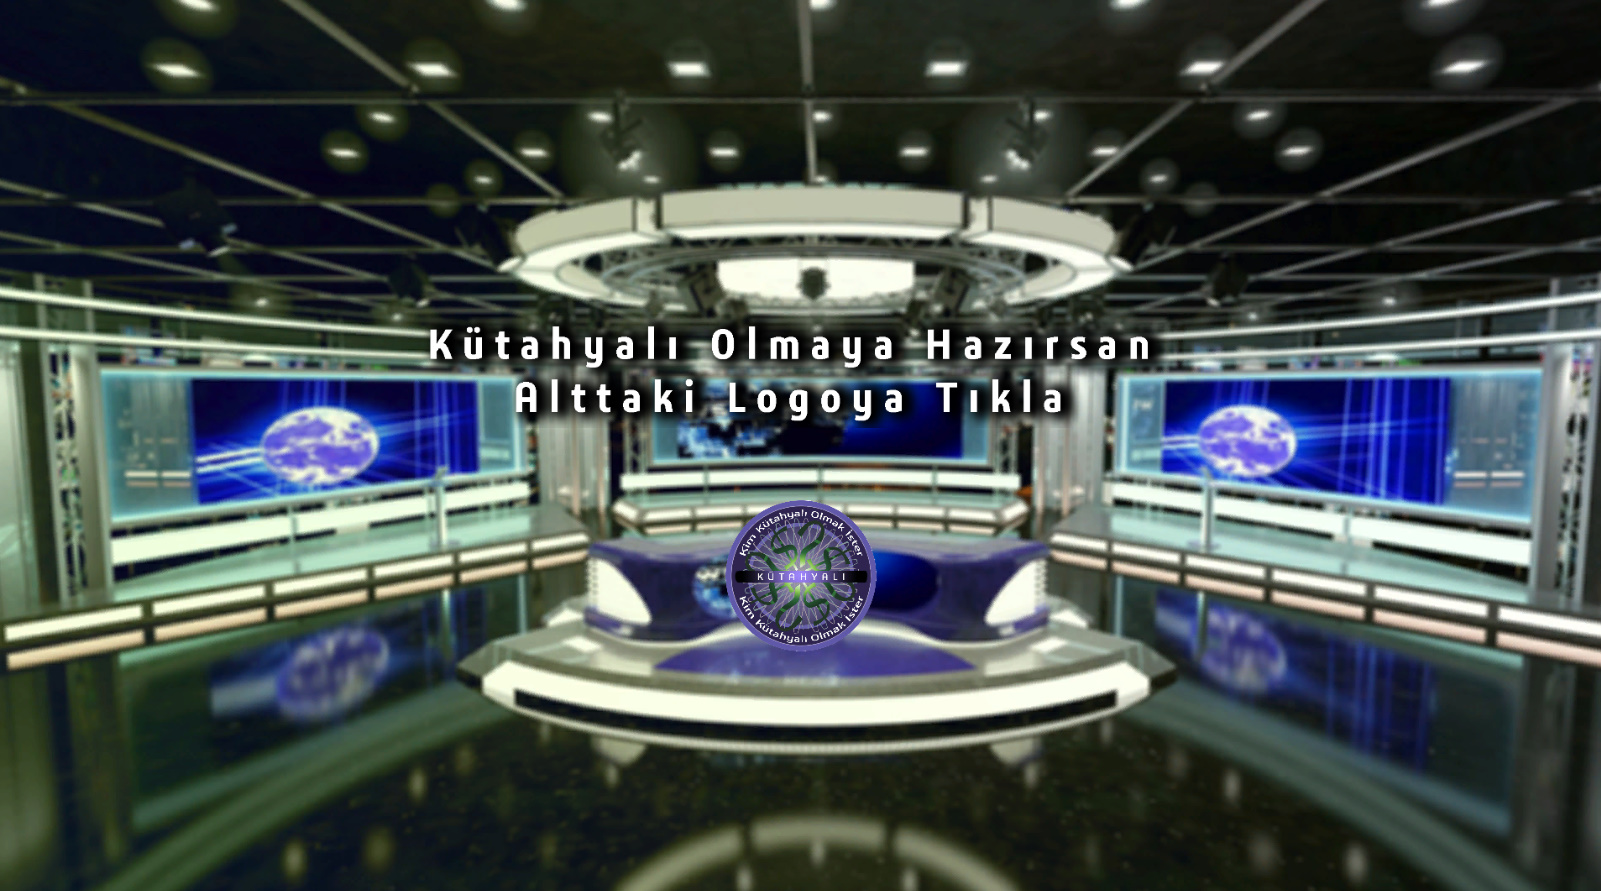 Kütahyalı Olmaya Hazırsan
Alttaki Logoya Tıkla
Kim Kütahyalı Olmak İster
KÜTAHYALI
Kim Kütahyalı Olmak İster